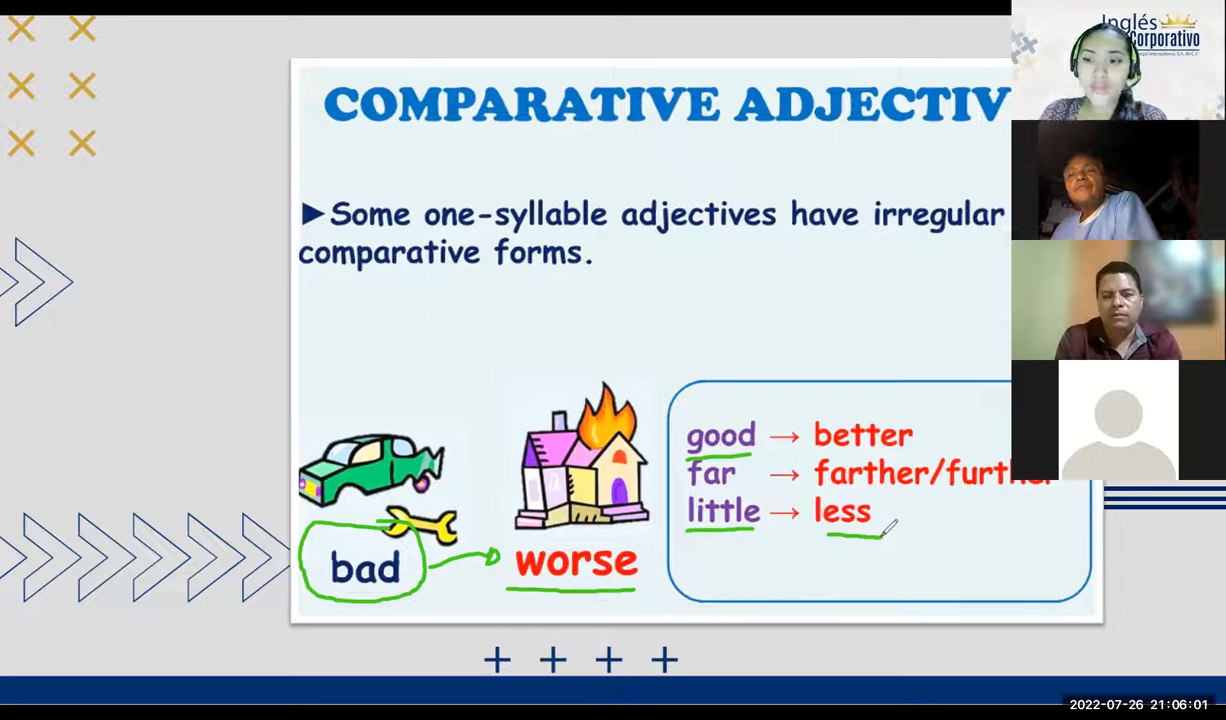 Inglés
Corporativo
COMPARATIVE ADJECTIV
►Some one-syllable adjectives have irregular
comparative forms.
good → better
far → farther/further
little → less
bad
worse
2022-07-26 21:06:01